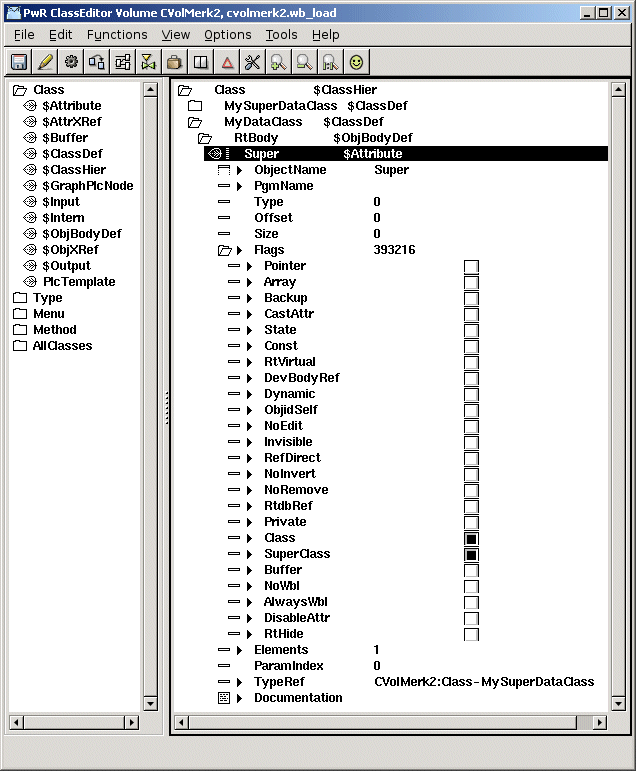 PwR ClassEditor Volume CVolMerk2, cvolmerk2.wb_load
File Edit Functions View Options Tools Help
Class
$Attribute
$AttrXRef
$Buffer
$ClassDef
$ClassHier
$GraphPlcNode
$Input
$Intern
$ObjBodyDef
$ObjXRef
$Output
PlcTemplate
Type
Menu
Method
AllClasses
Class $ClassHier
MySuperDataClass $ClassDef
MyDataClass $ClassDef
RtBody $ObjBodyDef
Super $Attribute
ObjectName Super
PgmName
Type 0
Offset 0
Size 0
Flags 393216
Pointer
Array
Backup
CastAttr
State
Const
RtVirtual
DevBodyRef
Dynamic
ObjidSelf
NoEdit
Invisible
RefDirect
NoInvert
NoRemove
RtdbRef
Private
Class
SuperClass
Buffer
NoWbl
AlwaysWbl
DisableAttr
RtHide
Elements 1
ParamIndex 0
TypeRef CVolMerk2:Class-MySuperDataClass
Documentation